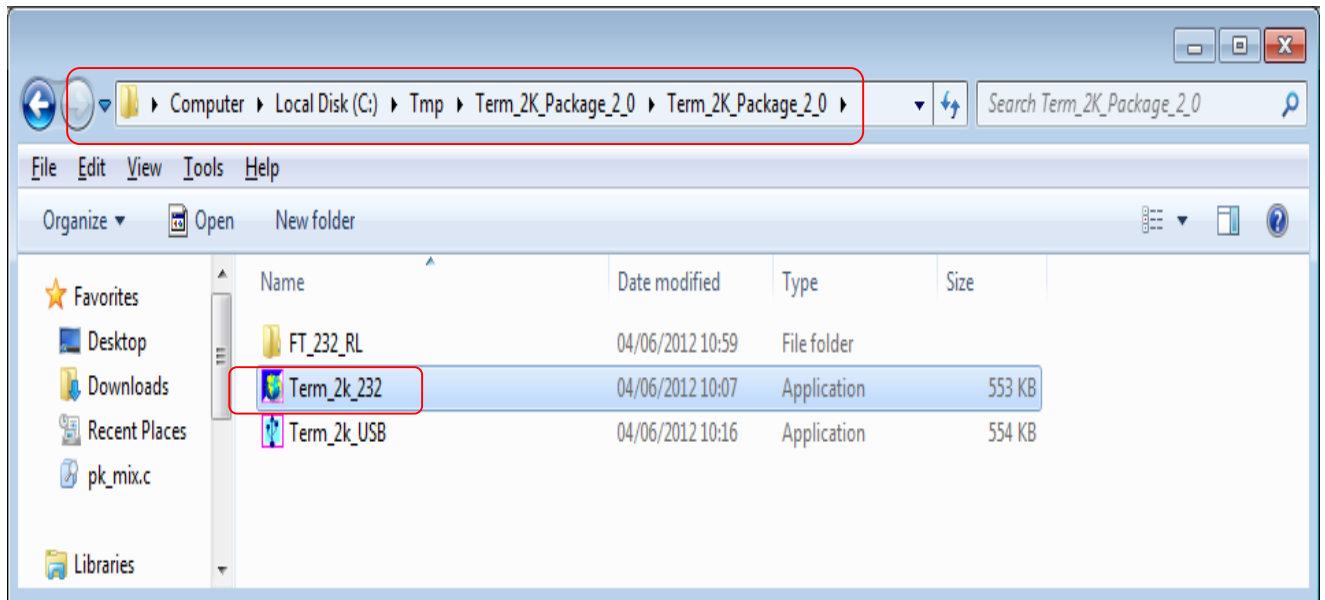 Computer Local Disk (C:) Tmp Term_2K_Package_2_0 Term_2K_Package_2_0 Search Term_2K_Package_2_0
File Edit View Tools Help
Organize Open New folder
Favorites
Desktop
Downloads
Recent Places
pk_mix.c
Libraries
Name Date modified Type Size
FT_232_RL 04/06/2012 10:59 File folder
Term_2k_232 04/06/2012 10:07 Application 553 KB
Term_2k_USB 04/06/2012 10:16 Application 554 KB